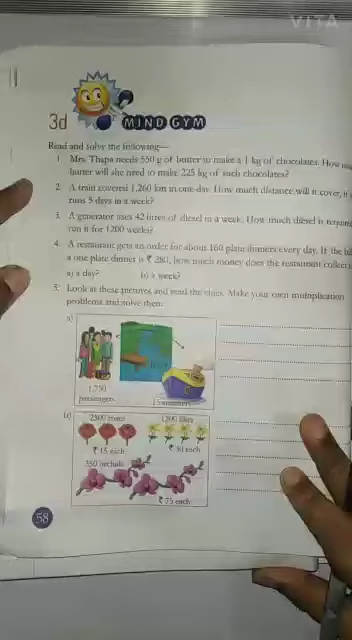 VITA
3d MIND GYM
Read and solve the following—
1. Mrs. Thapa needs 550 g of butter to make a 1 kg of chocolates. How
butter will she need to make 225 kg of such chocolates?
2. A train covered 1,260 km in one day. How much distance will it cover, it
runs 5 days in a week?
3. A generator uses 42 litres of diesel in a week. How much diesel is
run it for 1200 weeks?
4. A restaurant gets an order for about 160 plate dinners every day. If the
a one plate dinner is ₹ 280, how much money does the restaurant
a) a day? b) a week?
5. Look at these pictures and read the clues. Make your own multiplication
problems and solve them.
a)
1,750
passengers
2500 roses 1200 lilies
₹ 15 each ₹ 30 each
350 orchids
₹ 75 each
58